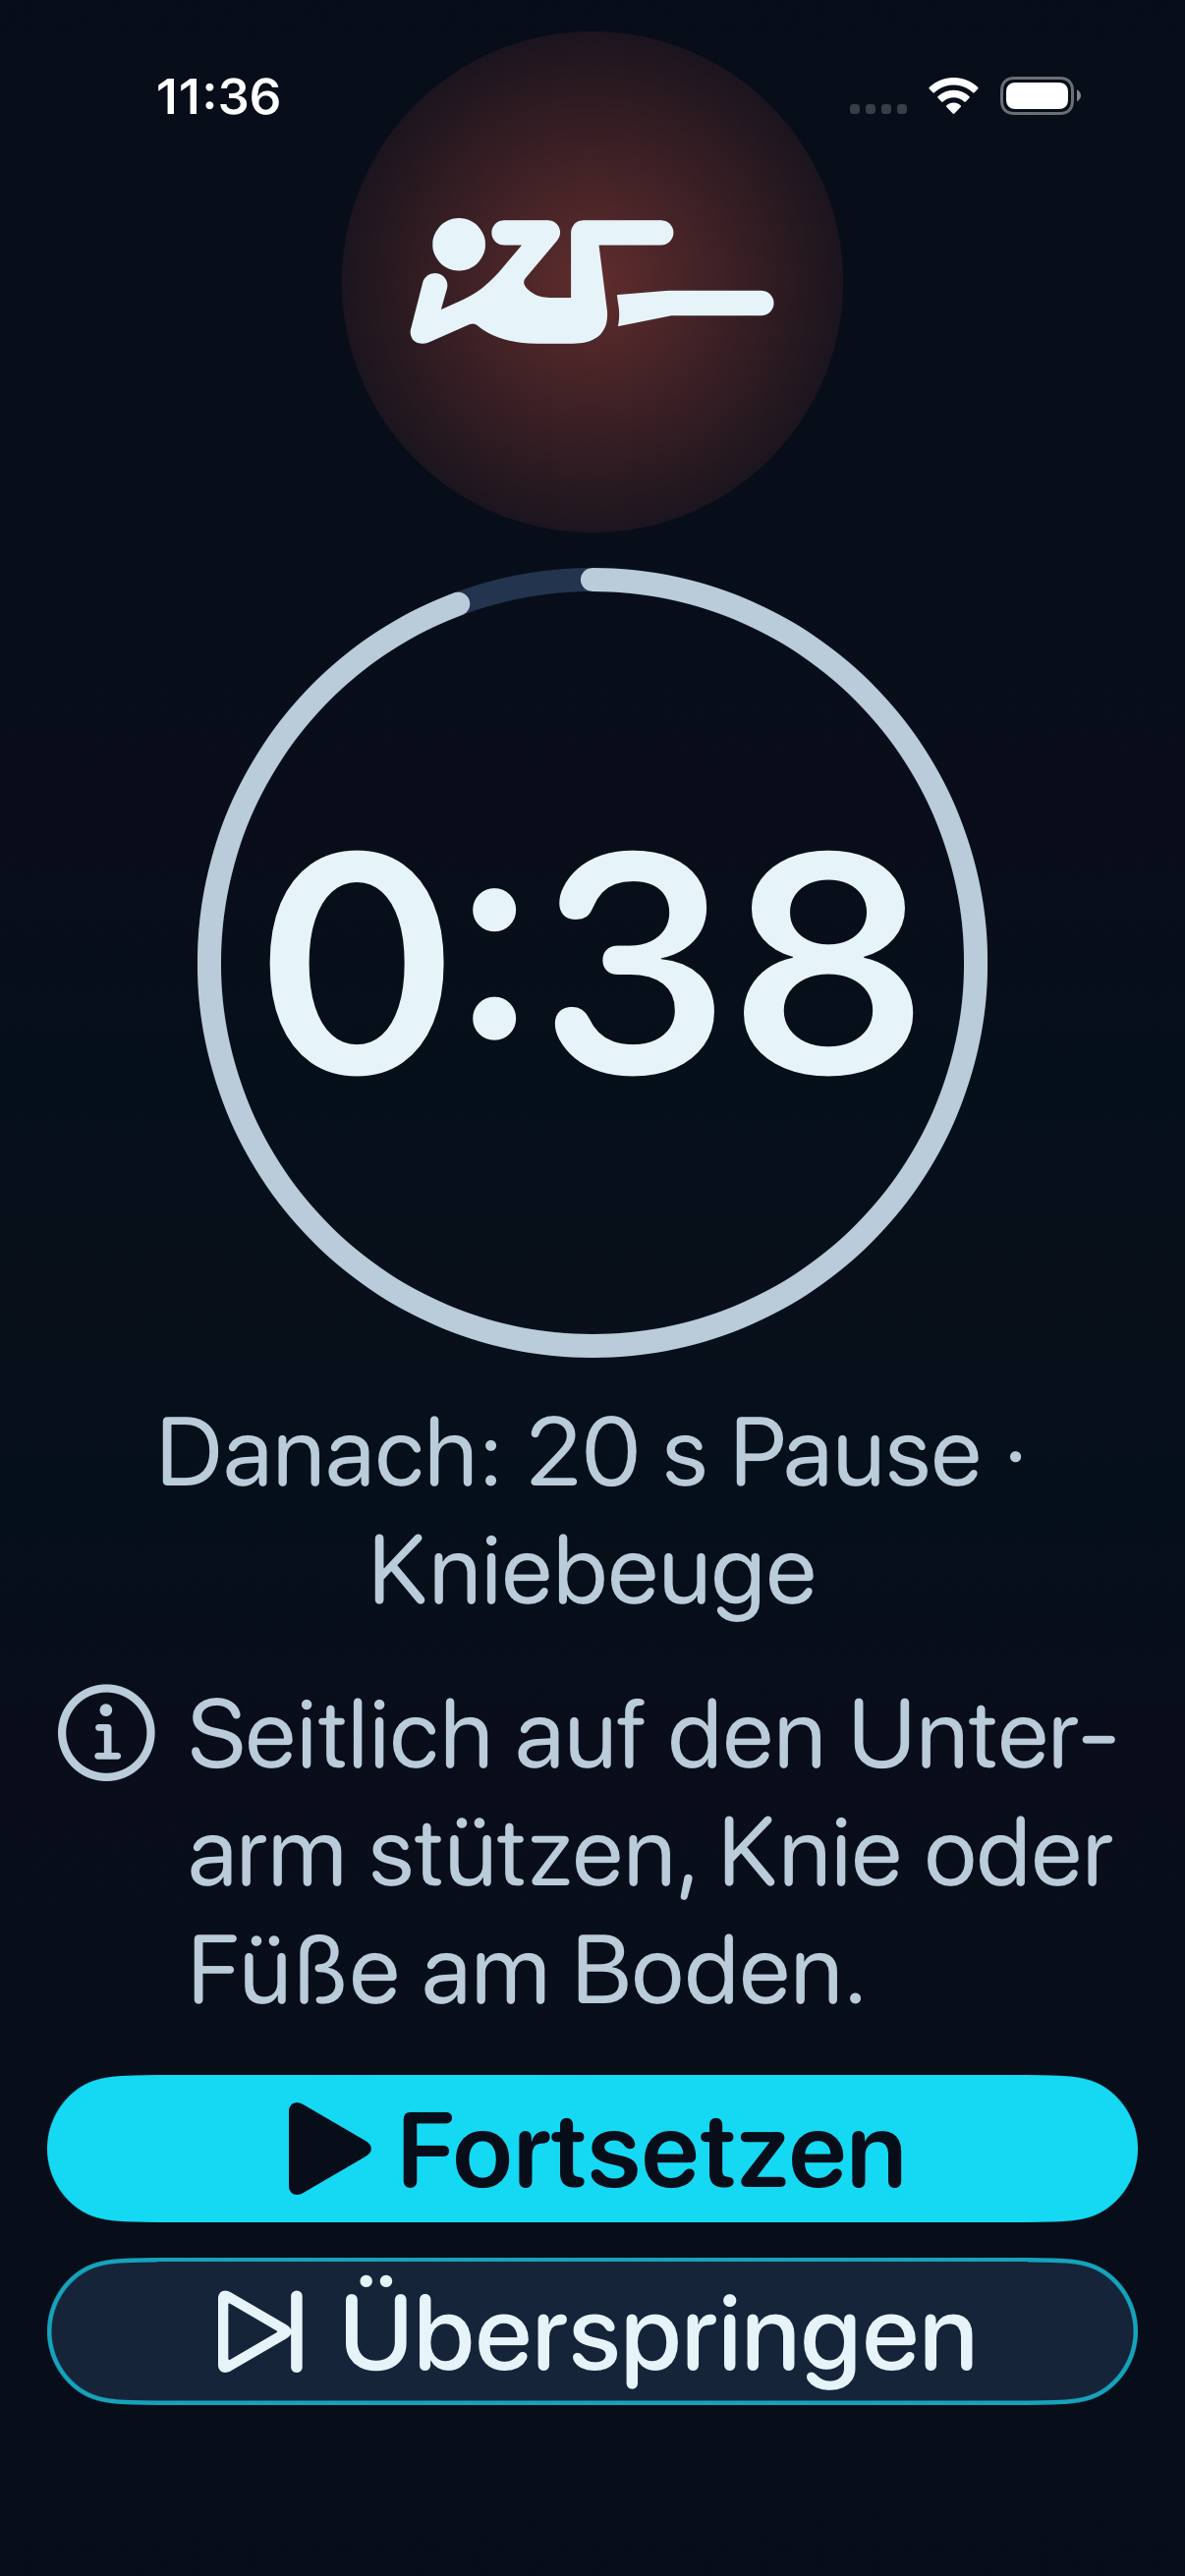 11:36
0:38
Danach: 20 s Pause ·
Kniebeuge
Seitlich auf den Unter-
arm stützen, Knie oder
Füße am Boden.
Fortsetzen
Überspringen